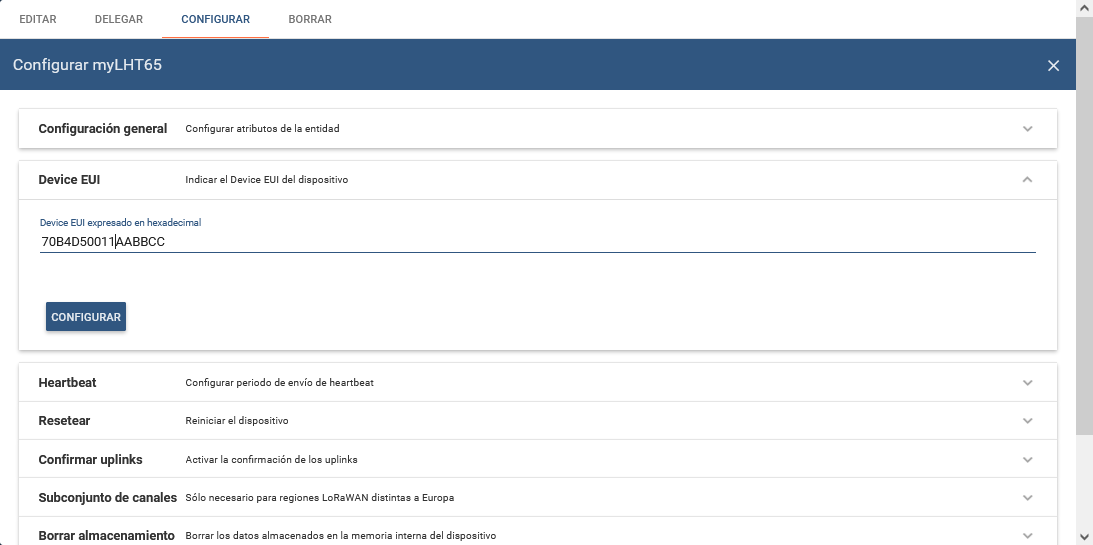 EDITAR DELEGAR CONFIGURAR BORRAR
Configurar myLHT65
Configuración general Configurar atributos de la entidad
Device EUI Indicar el Device EUI del dispositivo
Device EUI expresado en hexadecimal
70B4D50011AABBCC
CONFIGURAR
Heartbeat Configurar periodo de envío de heartbeat
Resetear Reiniciar el dispositivo
Confirmar uplinks Activar la confirmación de los uplinks
Subconjunto de canales Sólo necesario para regiones LoRaWAN distintas a Europa
Borrar almacenamiento Borrar los datos almacenados en la memoria interna del dispositivo